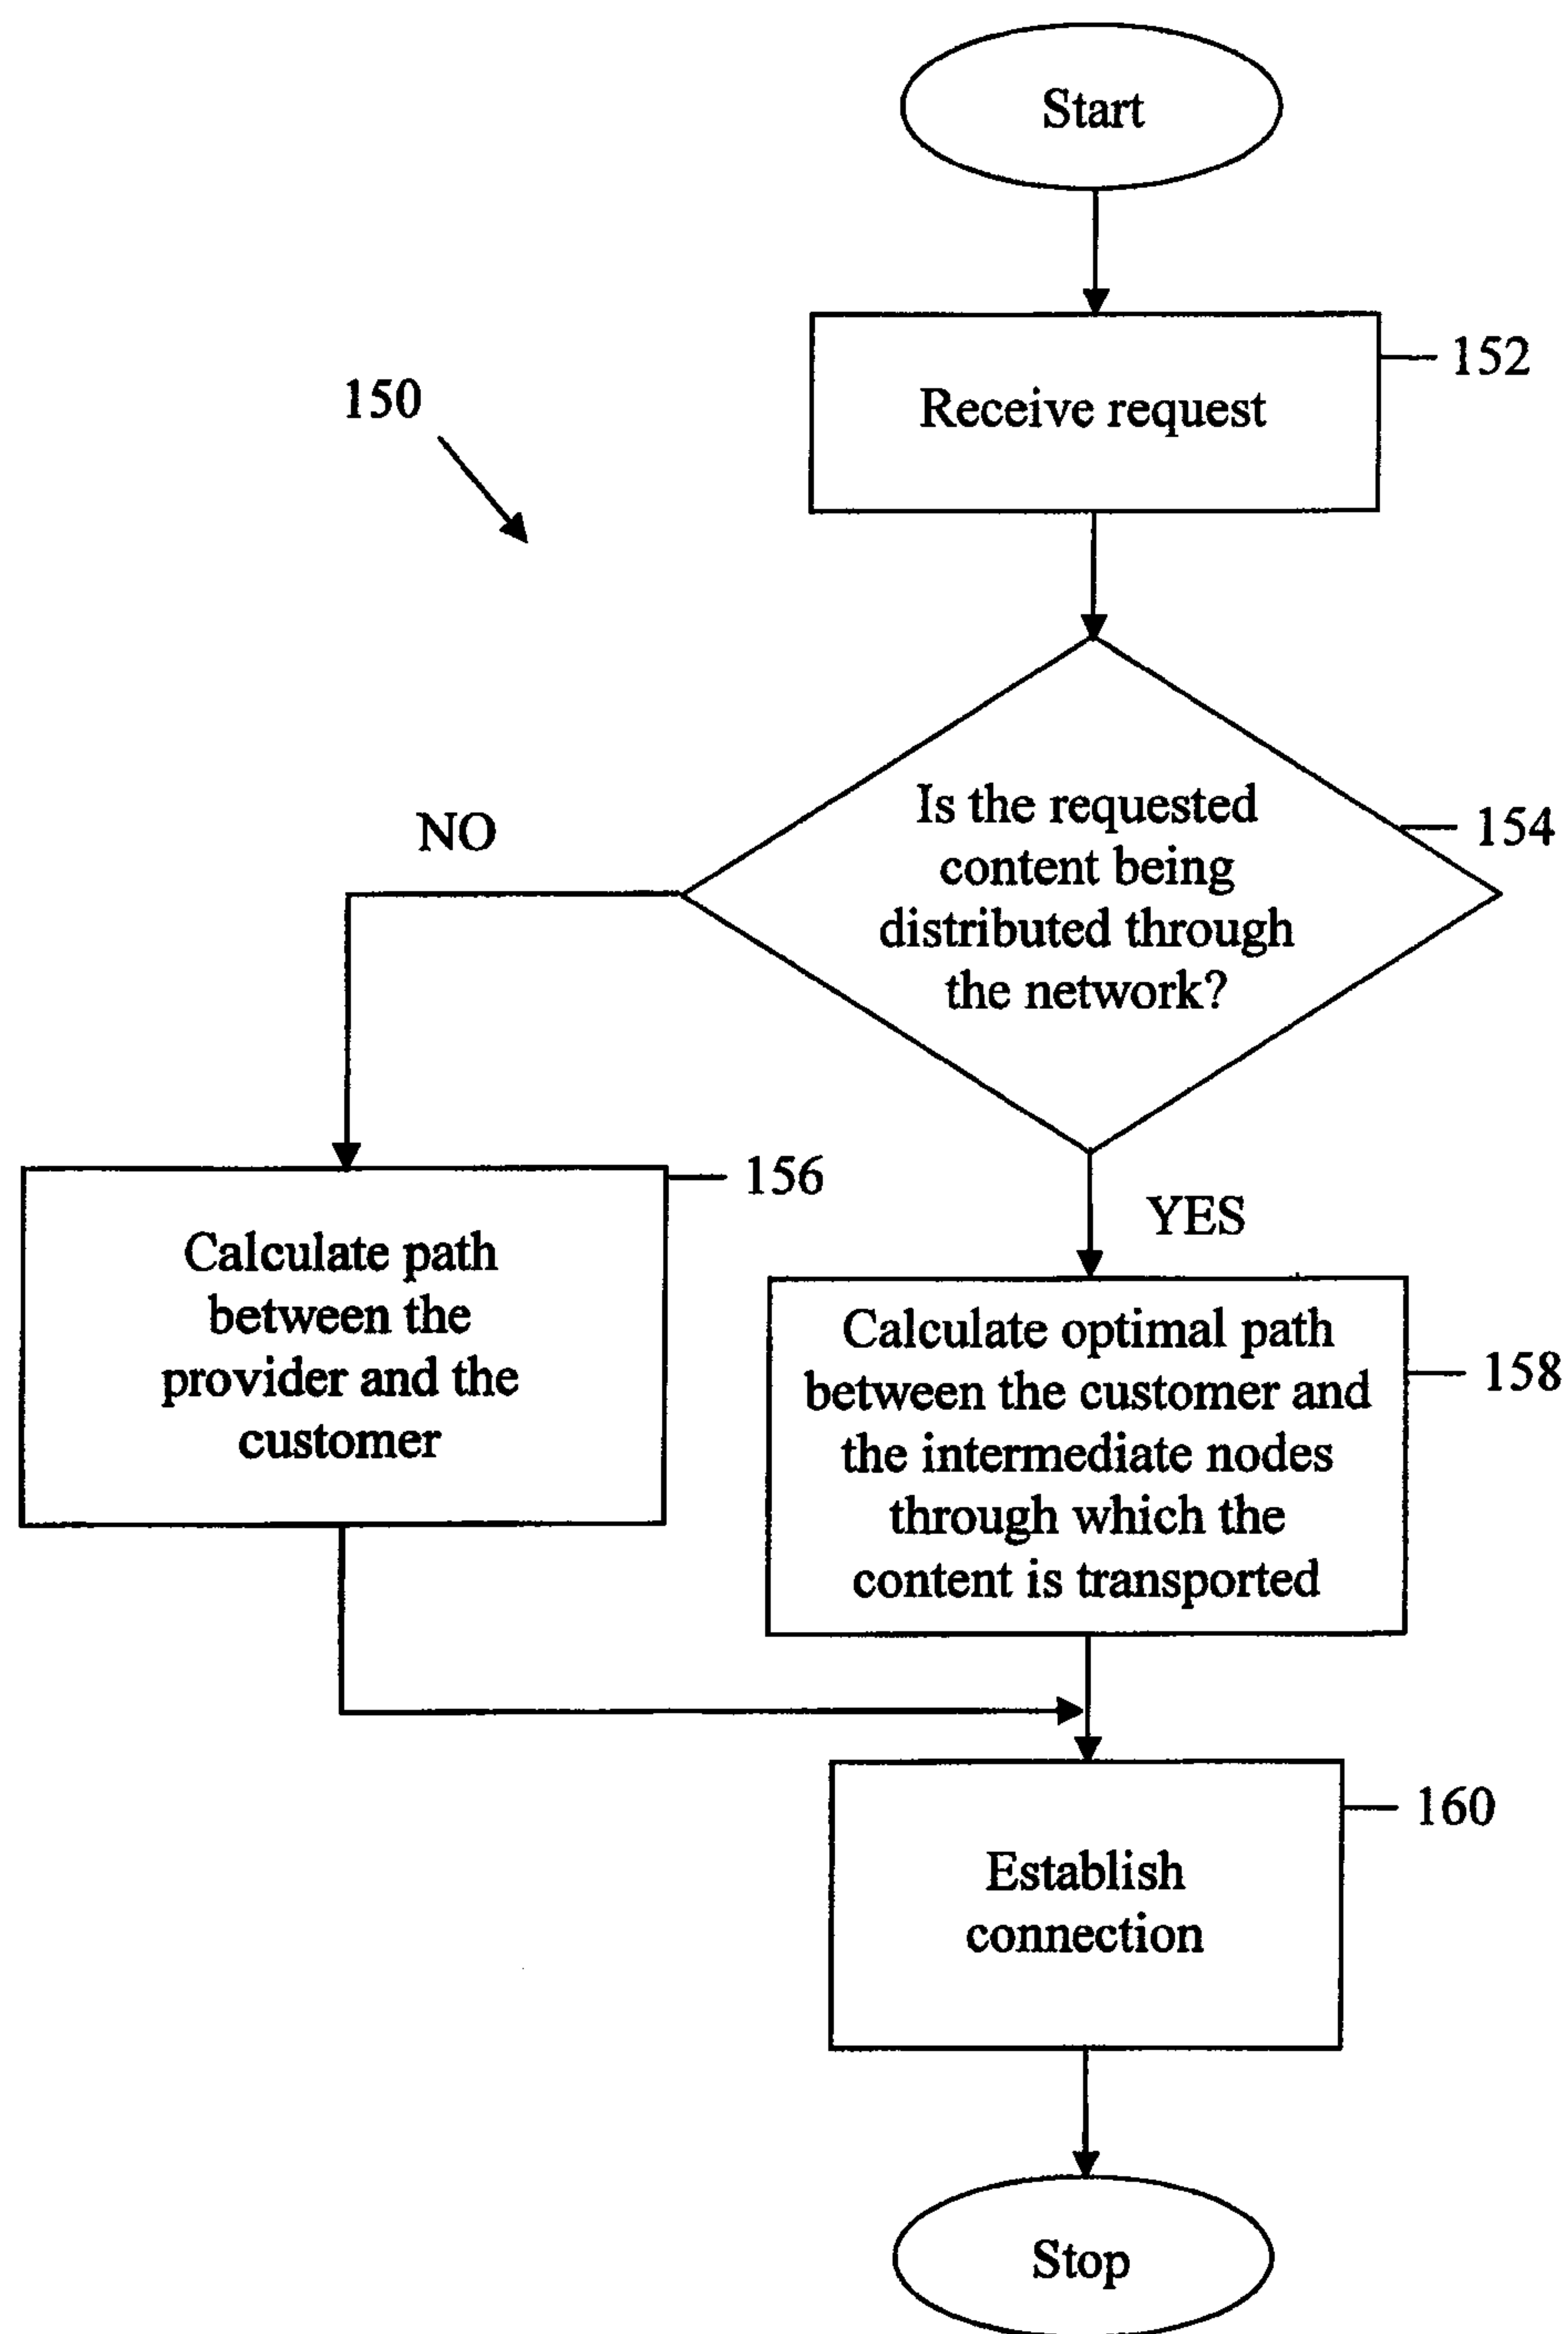 Start
152
Receive request
150
Is the requested
content being
distributed through
the network?
154
NO
YES
156
Calculate path
between the
provider and the
customer
Calculate optimal path
between the customer and
the intermediate nodes
through which the
content is transported
158
160
Establish
connection
Stop